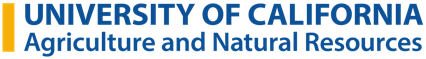 UNIVERSITY OF CALIFORNIA
Agriculture and Natural Resources